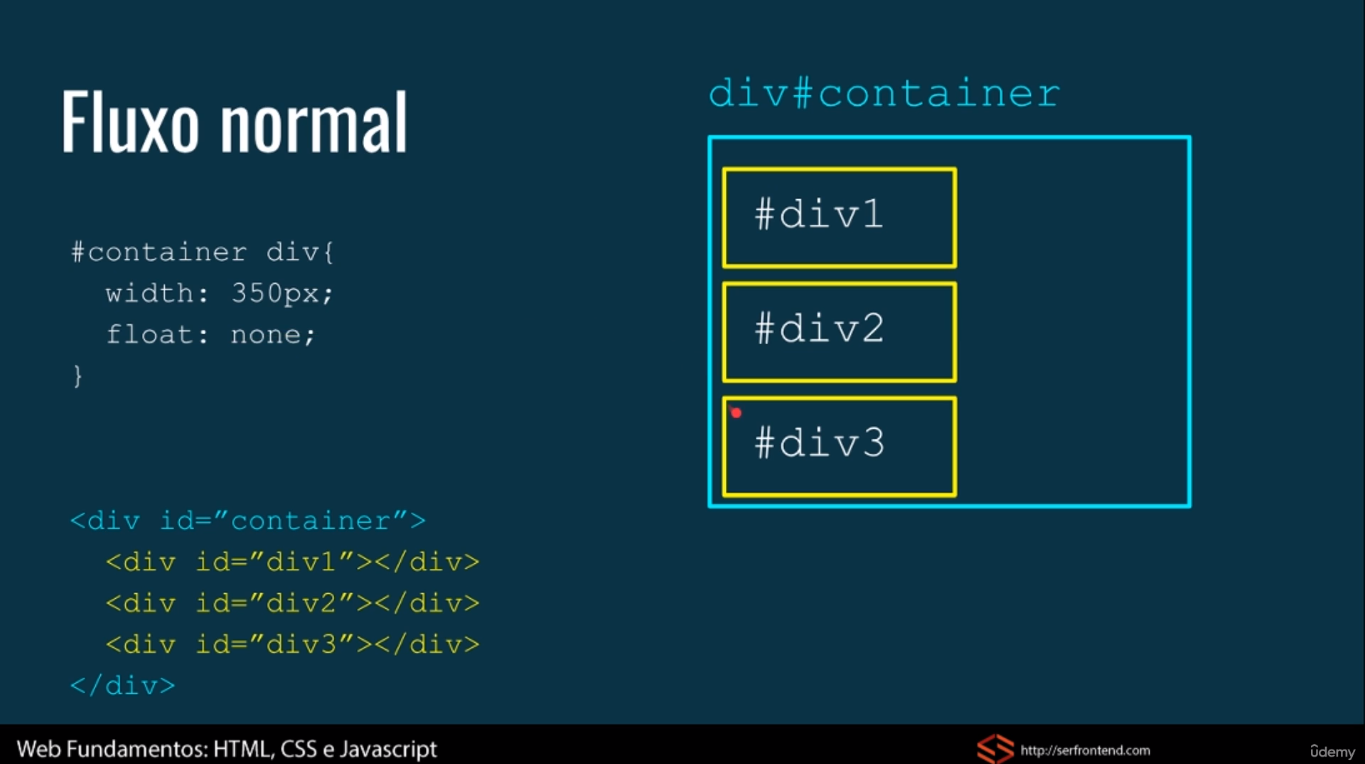 Fluxo normal
#container div{
  width: 350px;
  float: none;
}
<div id=”container”>
  <div id=”div1”></div>
  <div id=”div2”></div>
  <div id=”div3”></div>
</div>
div#container
#div1
#div2
#div3
Web Fundamentos: HTML, CSS e Javascript
http://serfrontend.com
ûdemy